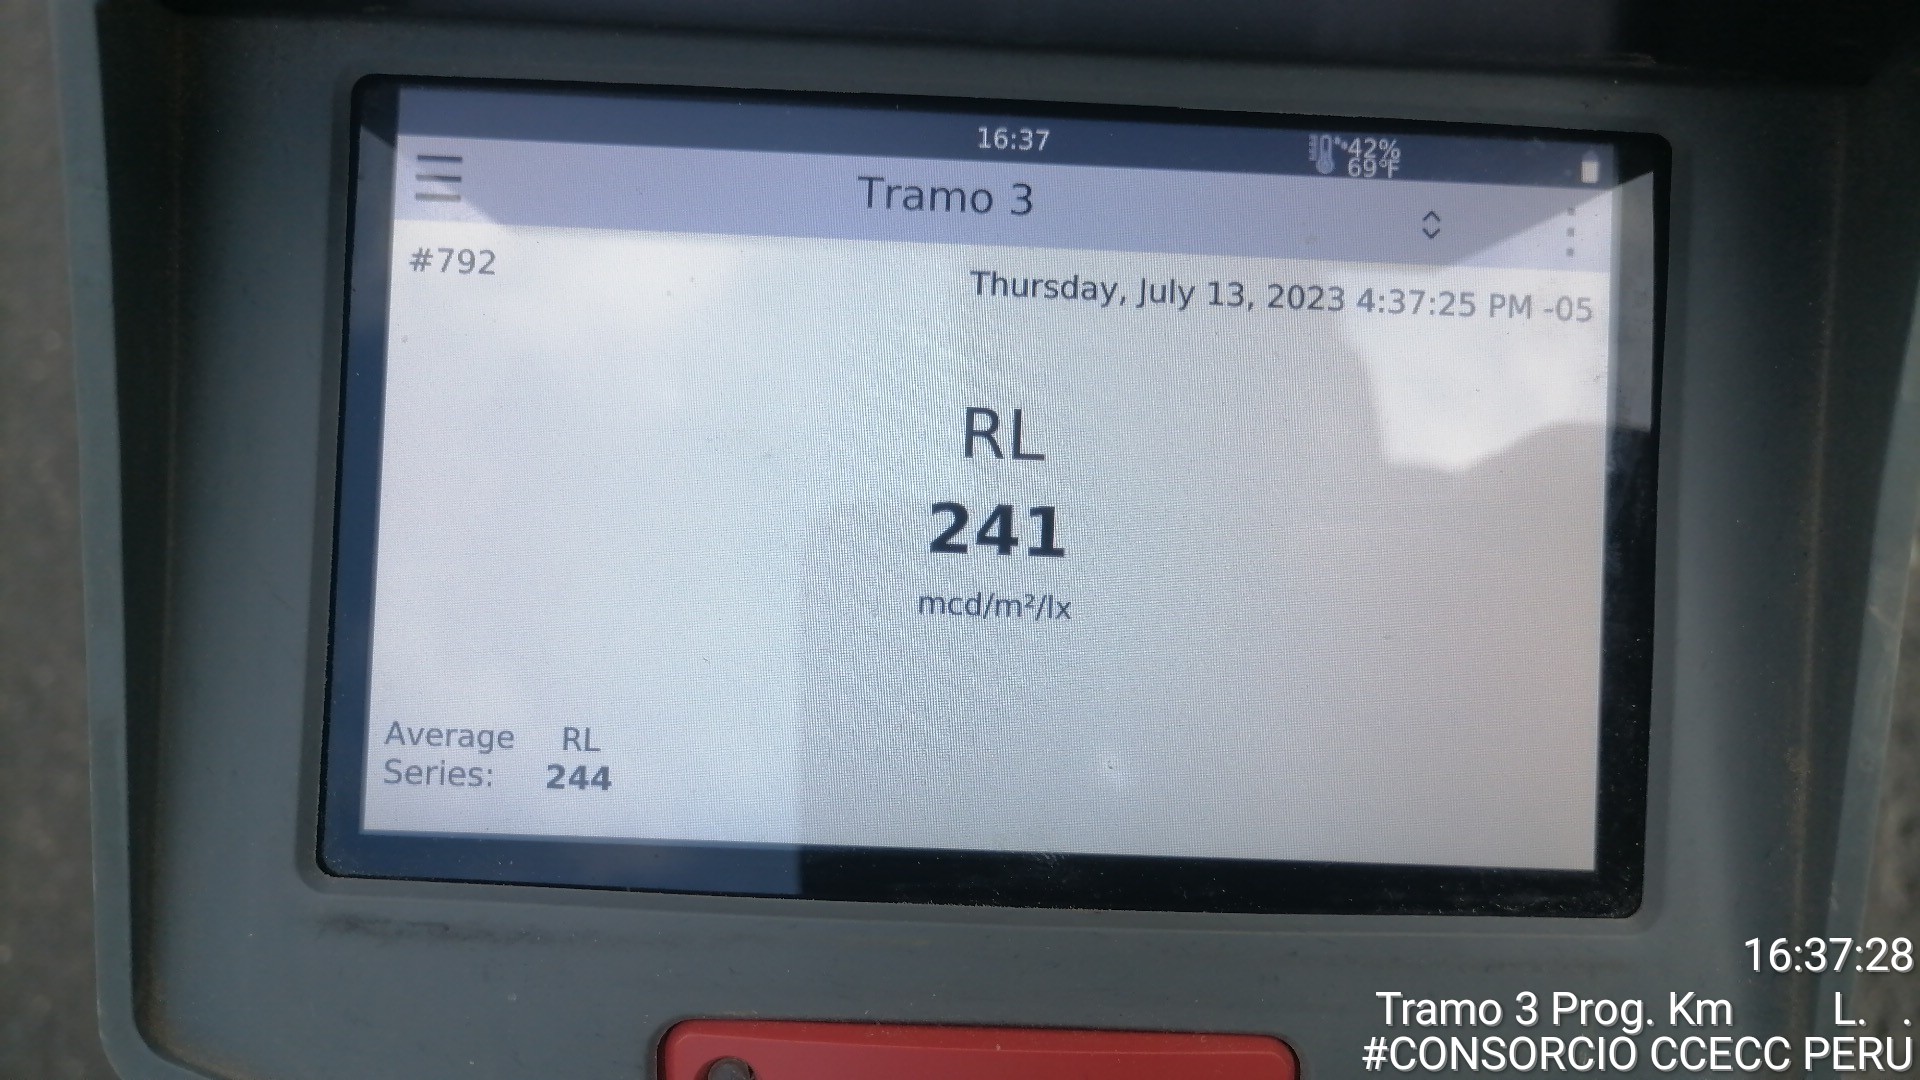 16:37
42%
69°F
Tramo 3
#792
Thursday, July 13, 2023 4:37:25 PM -05
RL
241
mcd/m²/lx
Average RL
Series: 244
16:37:28
Tramo 3 Prog. Km L. .
#CONSORCIO CCECC PERU